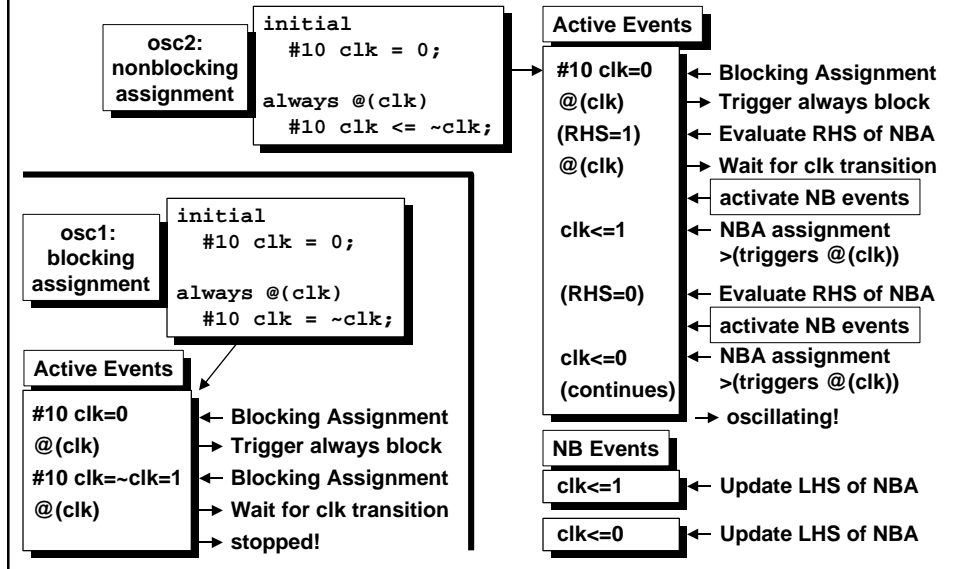 osc2:
nonblocking
assignment
initial
#10 clk = 0;
always @(clk)
#10 clk <= ~clk;
Active Events
#10 clk=0
Blocking Assignment
@(clk)
Trigger always block
(RHS=1)
Evaluate RHS of NBA
@(clk)
Wait for clk transition
activate NB events
clk<=1
NBA assignment
>(triggers @(clk))
(RHS=0)
Evaluate RHS of NBA
activate NB events
clk<=0
NBA assignment
>(triggers @(clk))
(continues)
oscillating!
NB Events
clk<=1
Update LHS of NBA
clk<=0
Update LHS of NBA
osc1:
blocking
assignment
initial
#10 clk = 0;
always @(clk)
#10 clk = ~clk;
Active Events
#10 clk=0
Blocking Assignment
@(clk)
Trigger always block
#10 clk=~clk=1
Blocking Assignment
@(clk)
Wait for clk transition
stopped!